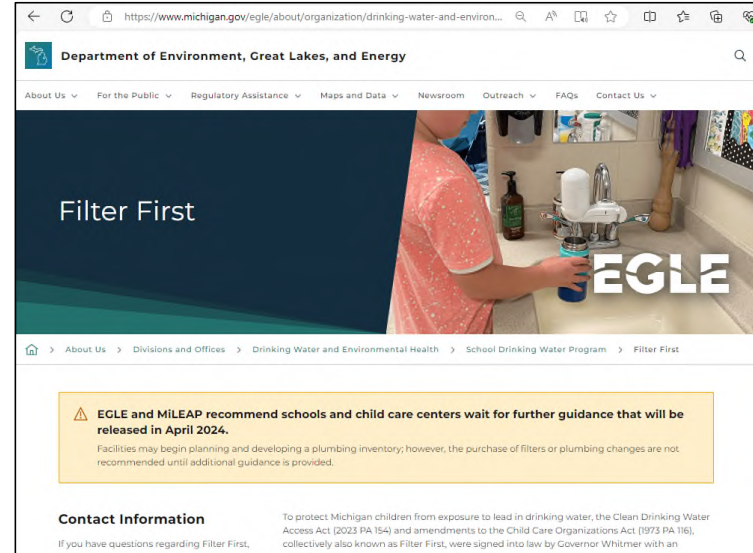 https://www.michigan.gov/egle/about/organization/drinking-water-and-environ...
Department of Environment, Great Lakes, and Energy
About Us For the Public Regulatory Assistance Maps and Data Newsroom Outreach FAQs Contact Us
Filter First
EGLE
> About Us > Divisions and Offices > Drinking Water and Environmental Health > School Drinking Water Program > Filter First
EGLE and MiLEAP recommend schools and child care centers wait for further guidance that will be
released in April 2024.
Facilities may begin planning and developing a plumbing inventory; however, the purchase of filters or plumbing changes are not
recommended until additional guidance is provided.
Contact Information
If you have questions regarding Filter First,
To protect Michigan children from exposure to lead in drinking water, the Clean Drinking Water
Access Act (2023 PA 154) and amendments to the Child Care Organizations Act (1973 PA 116),
collectively also known as Filter First, were signed into law by Governor Whitmer with an